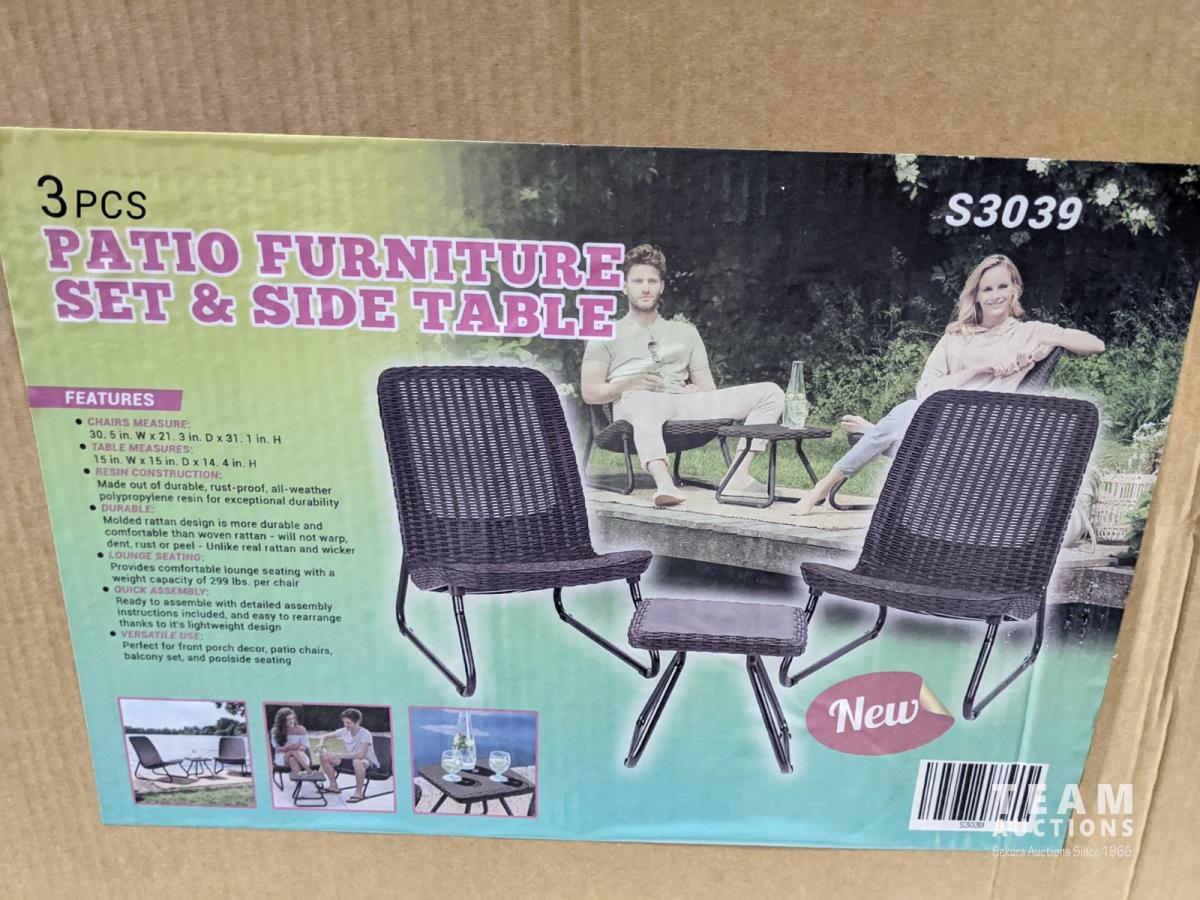 3 PCS
PATIO FURNITURE
SET & SIDE TABLE
S3039
FEATURES
• CHAIRS MEASURE:
30. 5 in. W x 21. 3 in. D x 31. 1 in. H
• TABLE MEASURES:
15 in. W x 15 in. D x 14. 4 in. H
• RESIN CONSTRUCTION:
Made out of durable, rust-proof, all-weather
polypropylene resin for exceptional durability
• DURABLE:
Molded rattan design is more durable and
comfortable than woven rattan - will not warp,
dent, rust or peel - Unlike real rattan and wicker
• LOUNGE SEATING:
Provides comfortable lounge seating with a
weight capacity of 299 lbs. per chair
• QUICK ASSEMBLY:
Ready to assemble with detailed assembly
instructions included, and easy to rearrange
thanks to it's lightweight design
• VERSATILE USE:
Perfect for front porch decor, patio chairs,
balcony set, and poolside seating
New
S3039
TEAM
AUCTIONS
Sekura Auctions Since 1966